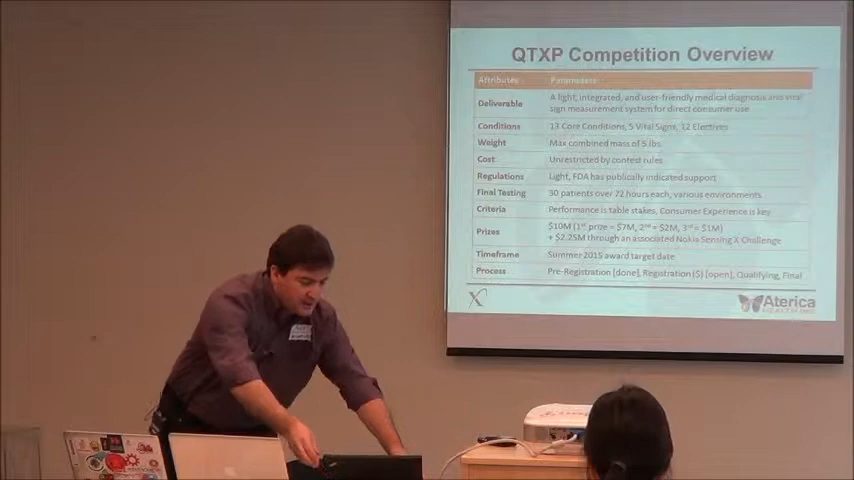 QTXP Competition Overview
Attributes Parameters
Deliverable A light, integrated, and user-friendly medical diagnosis and vital
sign measurement system for direct consumer use
Conditions 13 Core Conditions, 5 Vital Signs, 12 Electives
Weight Max combined mass of 5 lbs
Cost Unrestricted by contest rules
Regulations Light, FDA has publically indicated support
Final Testing 30 patients over 72 hours each, various environments
Criteria Performance is table stakes, Consumer Experience is key
Prizes $10M (1st prize = $7M, 2nd = $2M, 3rd = $1M)
+ $2.25M through an associated Nokia Sensing X Challenge
Timeframe Summer 2015 award target date
Process Pre-Registration [done], Registration($) [open], Qualifying, Final
X
Aterica